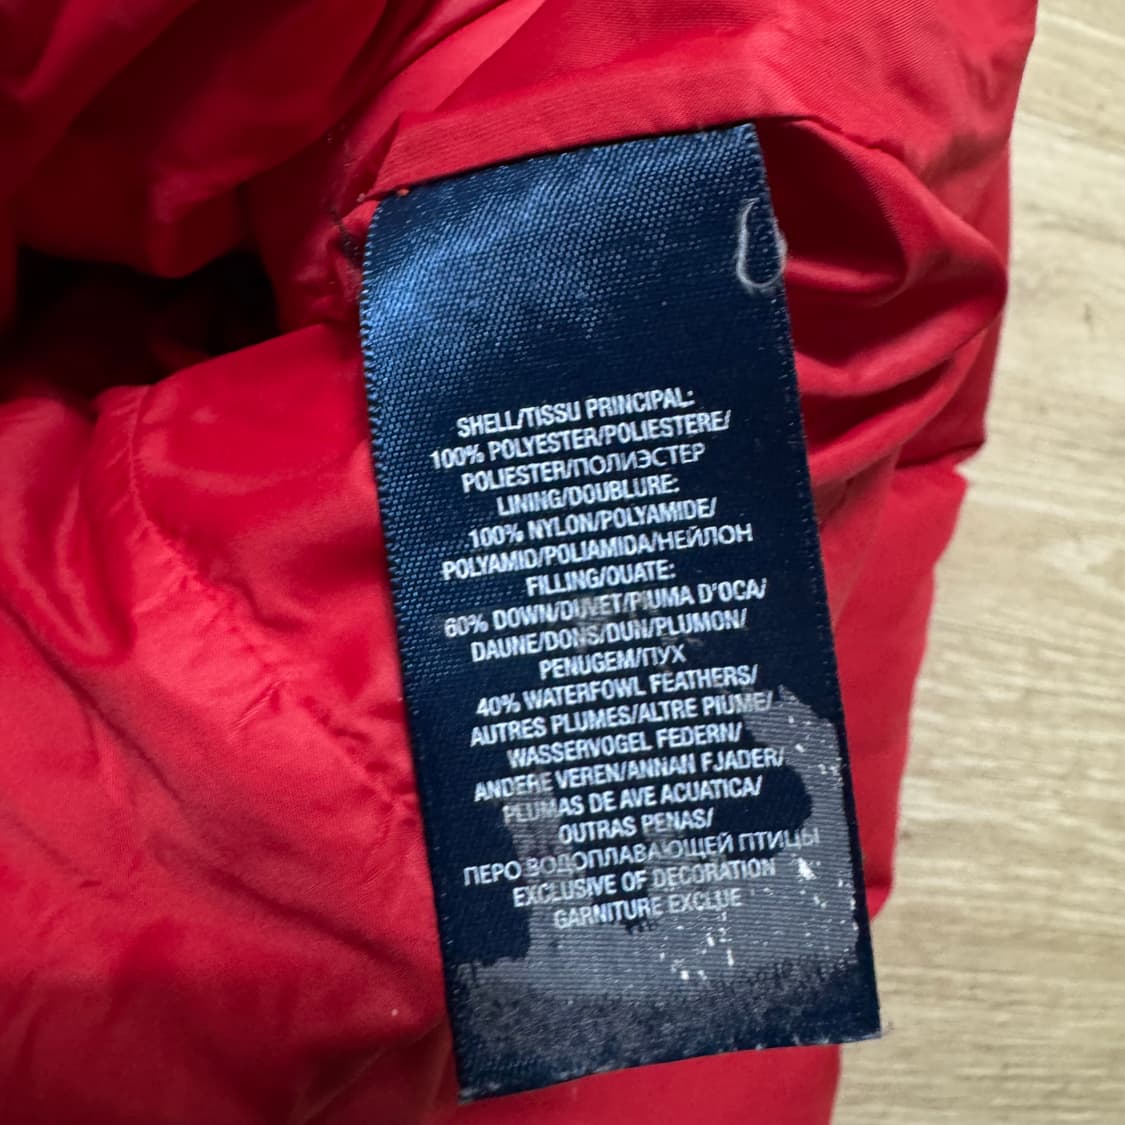 SHELL/TISSU PRINCIPAL:
100% POLYESTER/POLIESTERE/
POLIESTER/ПОЛИЭСТЕР
LINING/DOUBLURE:
100% NYLON/POLYAMIDE/
POLYAMID/POLIAMIDA/НЕЙЛОН
FILLING/OUATE:
60% DOWN/DUVET/PIUMA D'OCA/
DAUNE/DONS/DUN/PLUMON/
PENUGEM/ПУХ
40% WATERFOWL FEATHERS/
AUTRES PLUMES/ALTRE PIUME/
WASSERVOGEL FEDERN/
ANDERE VEREN/ANNAN FJADER/
PLUMAS DE AVE ACUATICA/
OUTRAS PENAS/
ПЕРО ВОДОПЛАВАЮЩЕЙ ПТИЦЫ
EXCLUSIVE OF DECORATION
GARNITURE EXCLUE